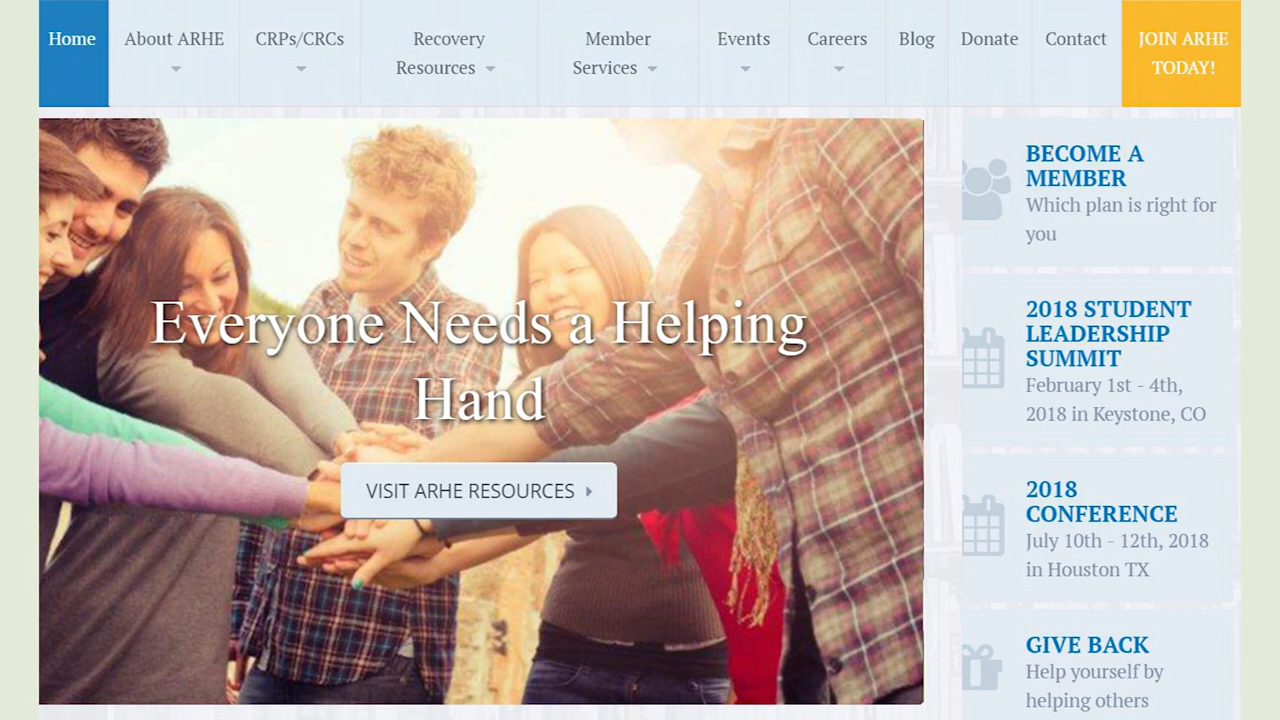 Home
About ARHE
CRPs/CRCs
Recovery
Resources
Member
Services
Events
Careers
Blog
Donate
Contact
JOIN ARHE
TODAY!
Everyone Needs a Helping
Hand
VISIT ARHE RESOURCES
BECOME A
MEMBER
Which plan is right for
you
2018 STUDENT
LEADERSHIP
SUMMIT
February 1st - 4th,
2018 in Keystone, CO
2018
CONFERENCE
July 10th - 12th, 2018
in Houston TX
GIVE BACK
Help yourself by
helping others